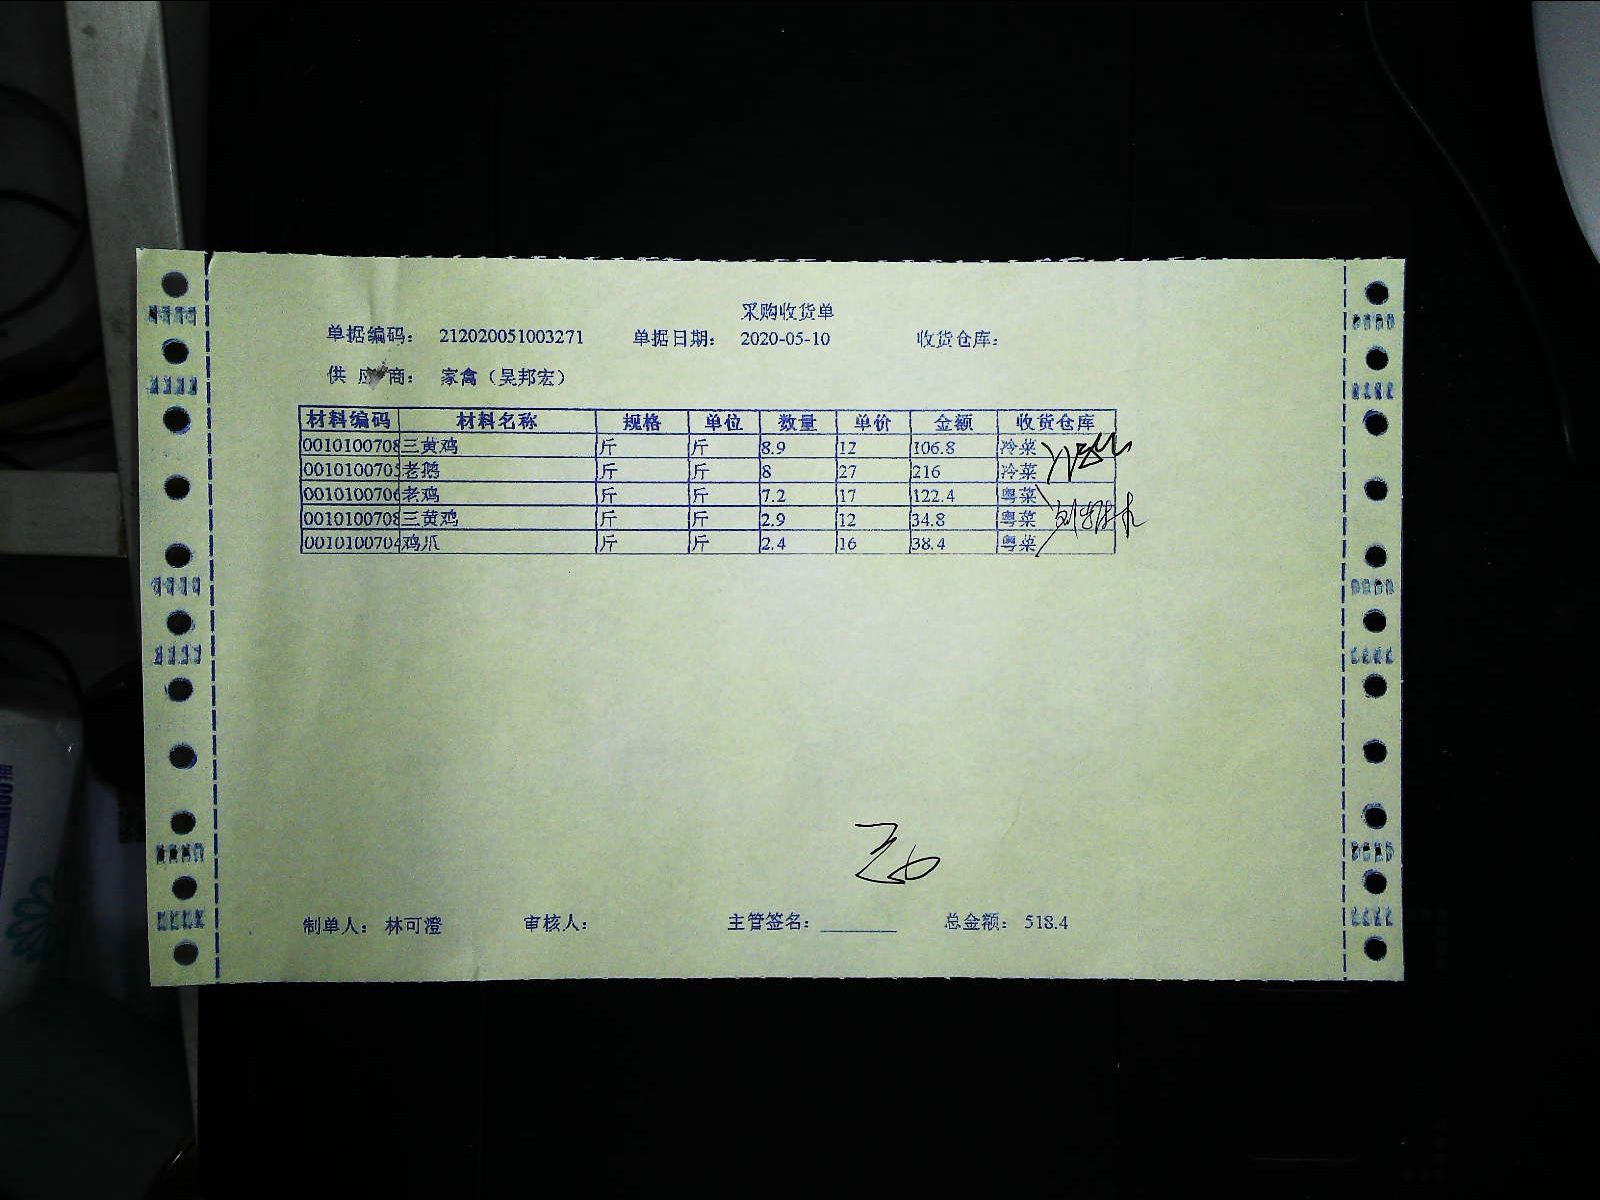 采购收货单
单据编码： 212020051003271 单据日期： 2020-05-10 收货仓库：
供应商： 家禽（吴邦宏）
材料编码 材料名称 规格 单位 数量 单价 金额 收货仓库
0010100708 三黄鸡 斤 斤 8.9 12 106.8 冷菜
0010100705 老鹅 斤 斤 8 27 216 冷菜
0010100706 老鸡 斤 斤 7.2 17 122.4 粤菜
0010100708 三黄鸡 斤 斤 2.9 12 34.8 粤菜
0010100704 鸡爪 斤 斤 2.4 16 38.4 粤菜
制单人： 林可澄 审核人： 主管签名： 总金额： 518.4